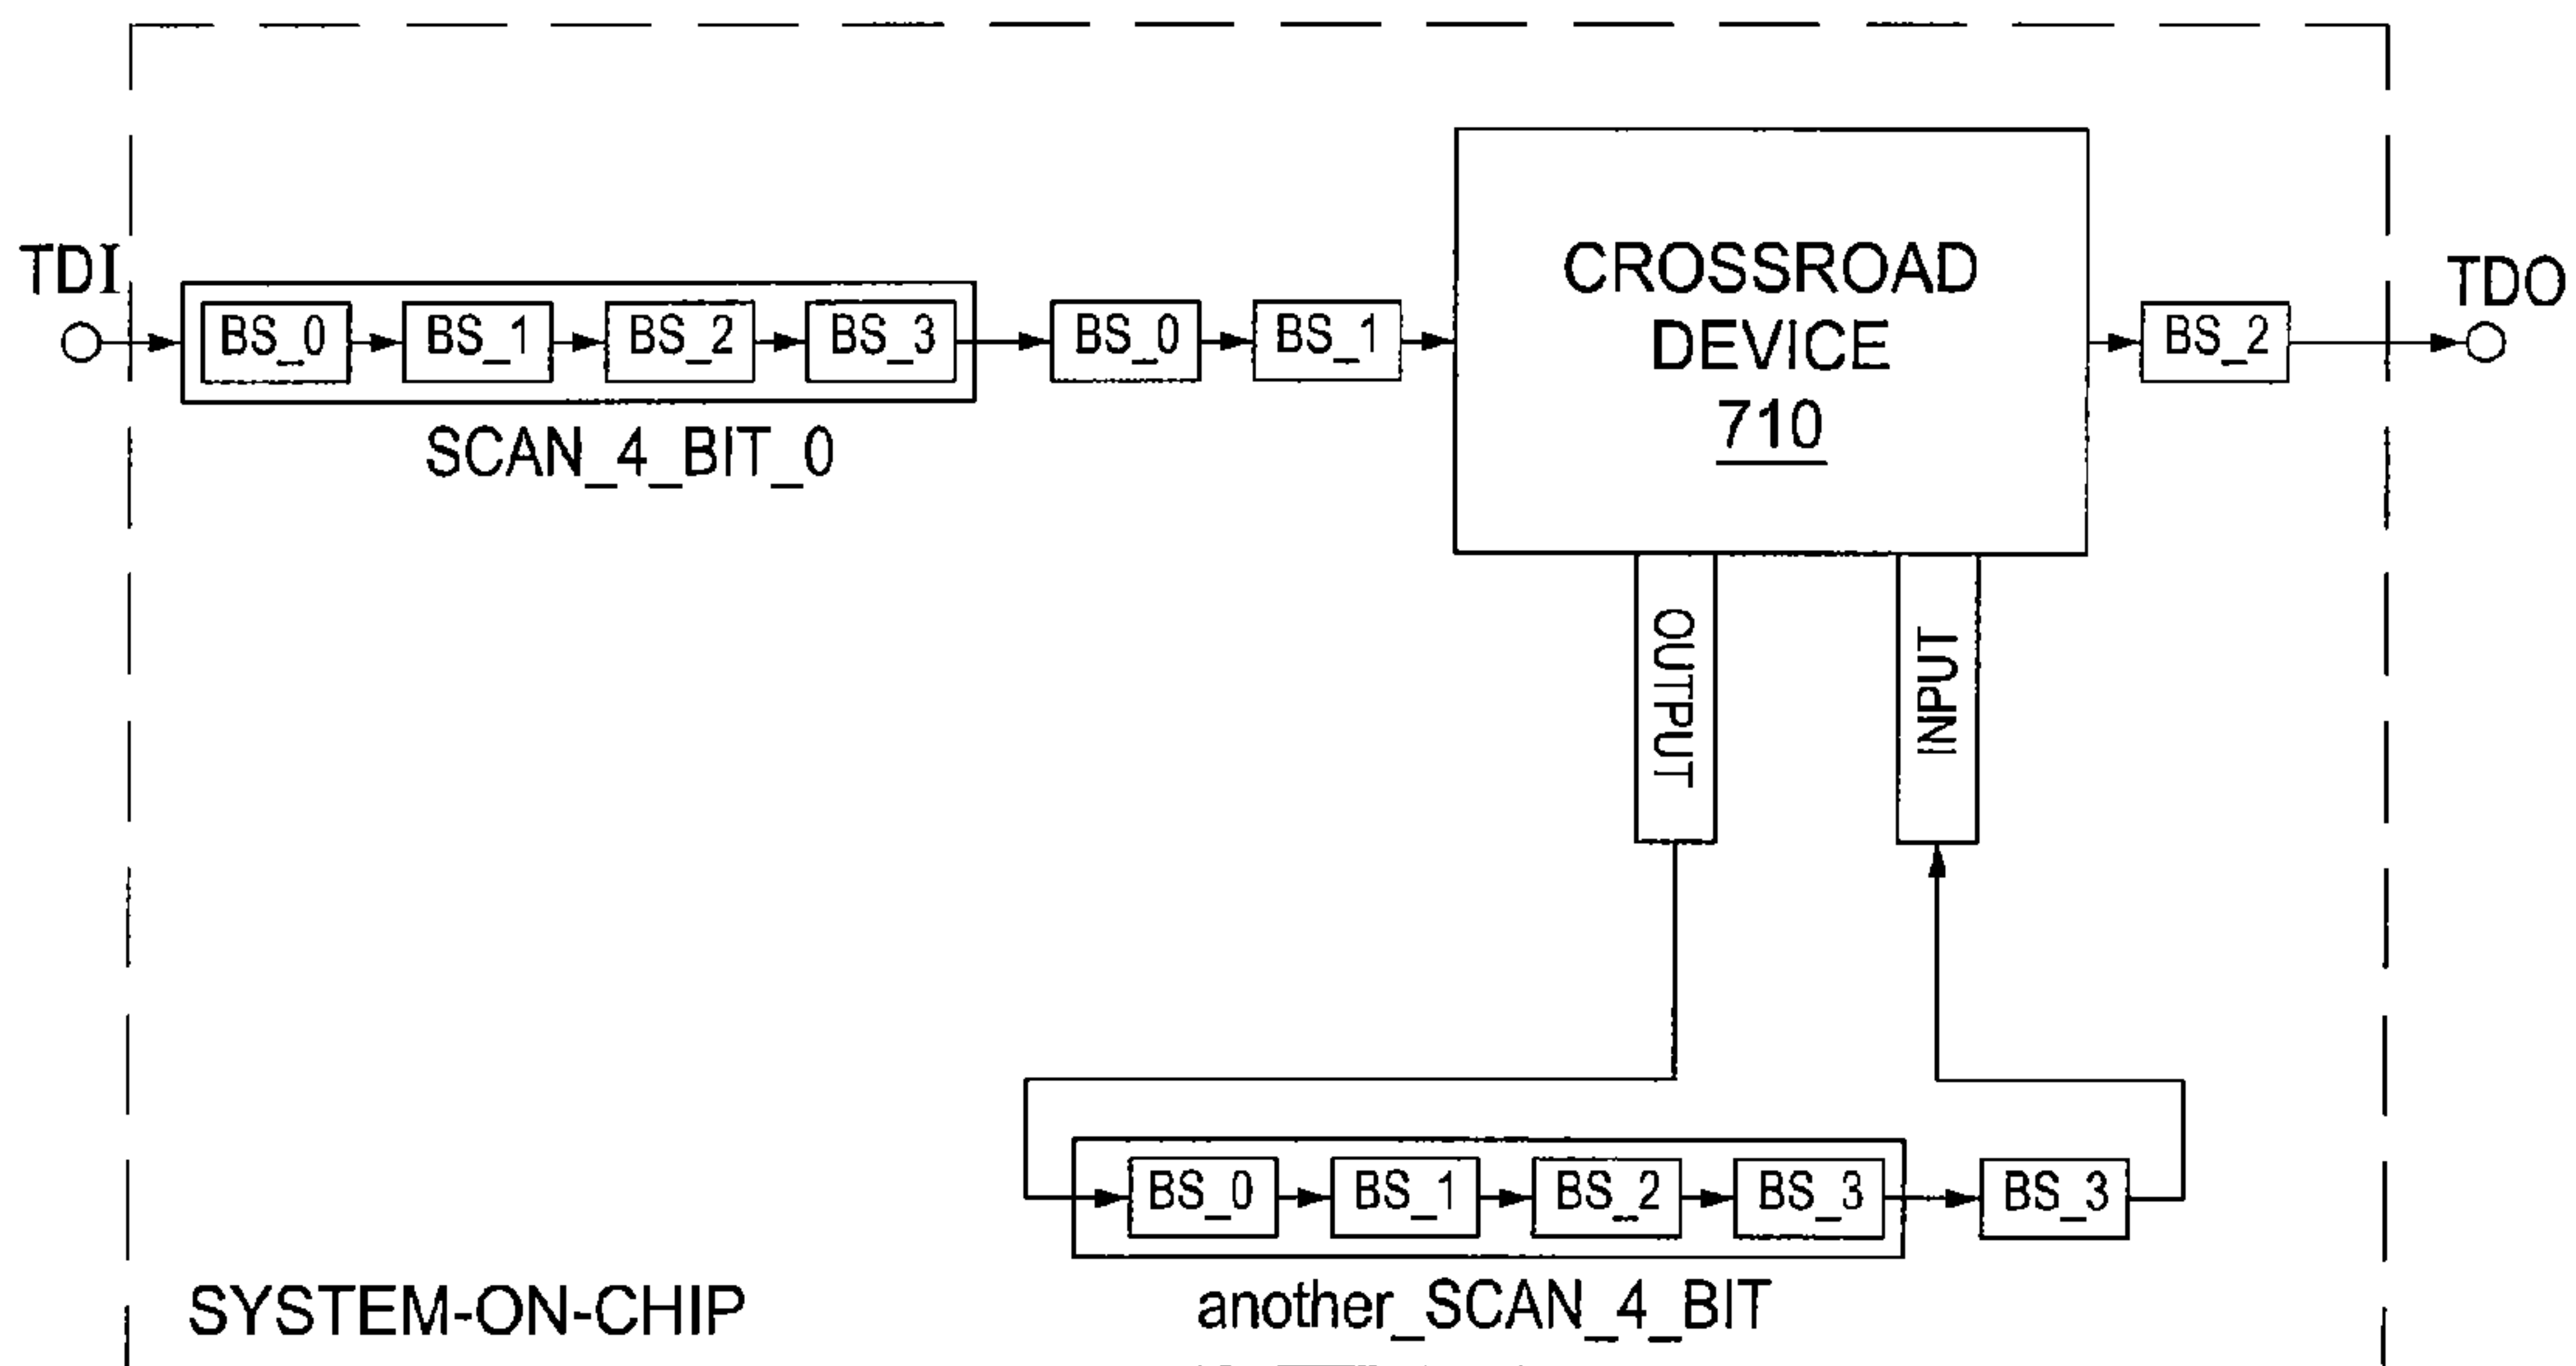 TDI
BS_0
BS_1
BS_2
BS_3
SCAN_4_BIT_0
BS_0
BS_1
CROSSROAD
DEVICE
710
BS_2
TDO
OUTPUT
INPUT
BS_0
BS_1
BS_2
BS_3
BS_3
another_SCAN_4_BIT
SYSTEM-ON-CHIP